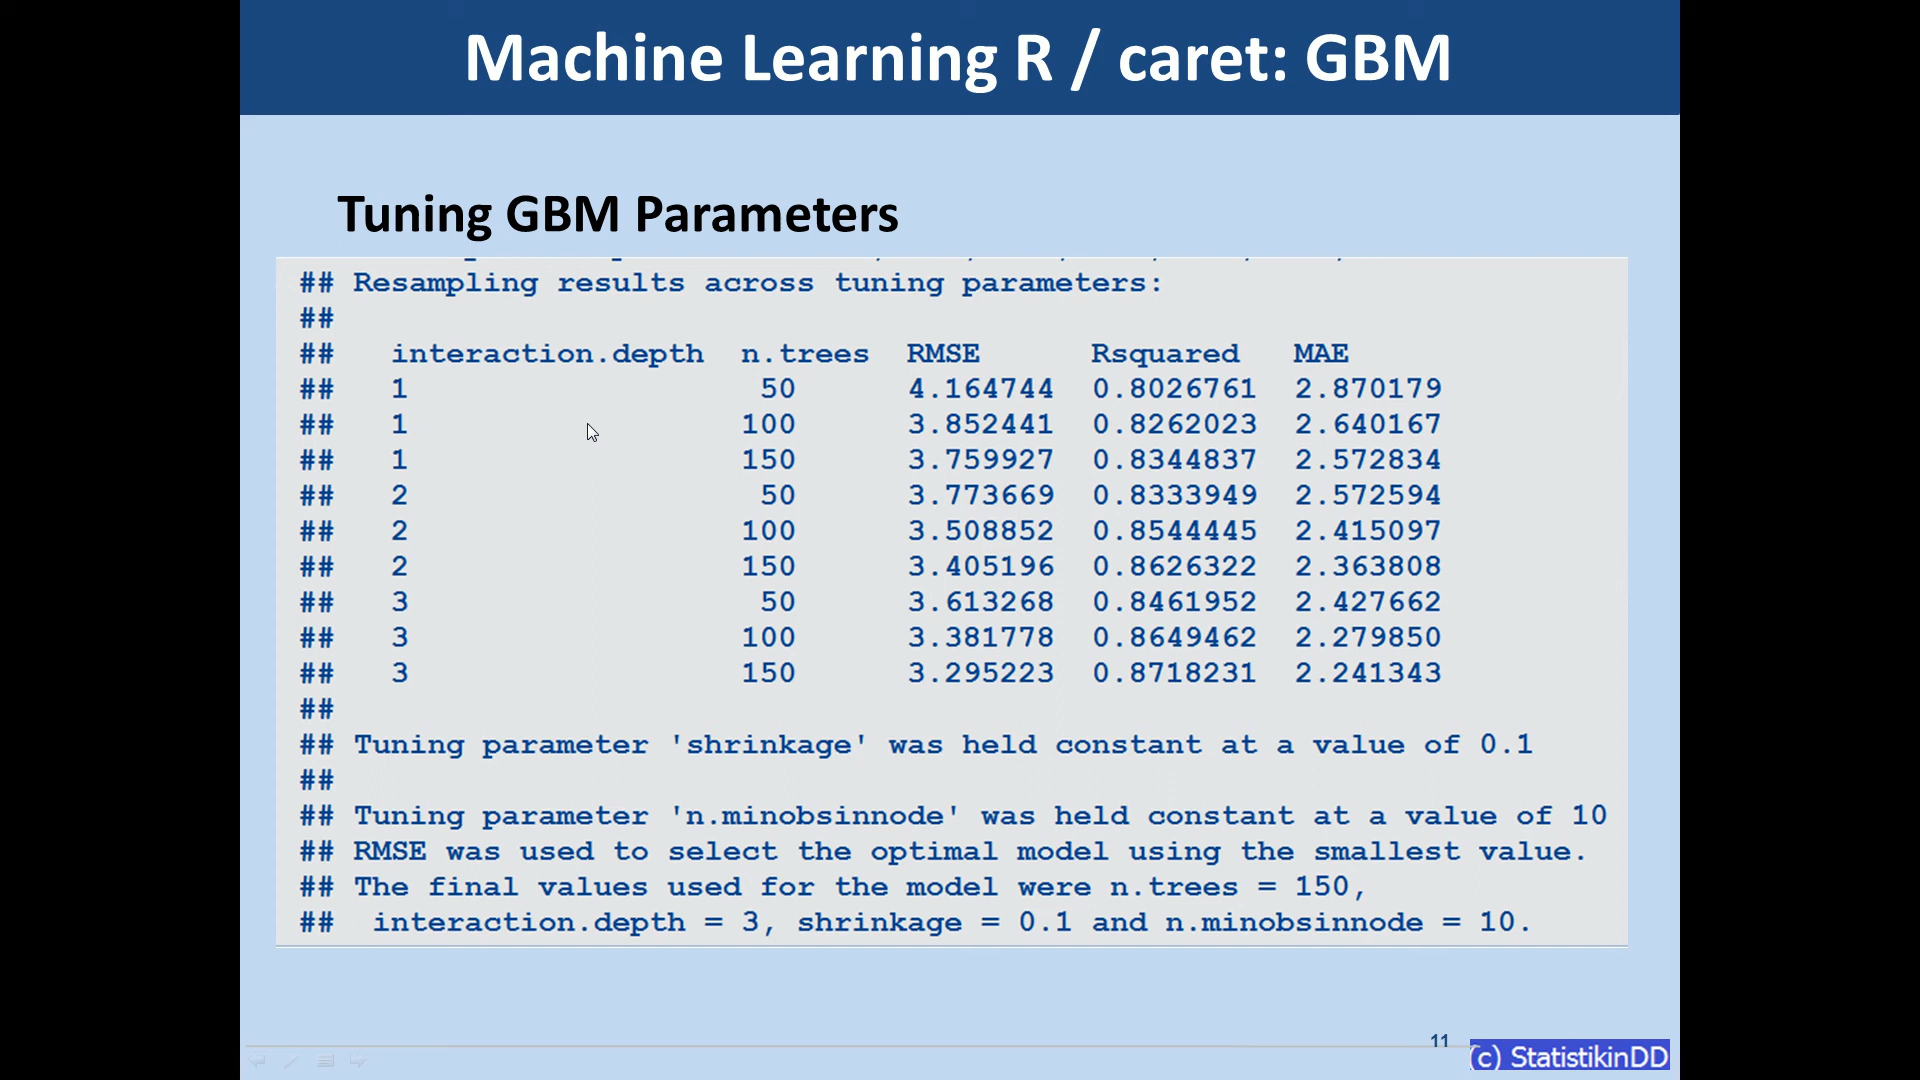 Machine Learning R / caret: GBM
Tuning GBM Parameters
## Resampling results across tuning parameters:
##
##   interaction.depth  n.trees  RMSE      Rsquared   MAE
##   1                   50      4.164744  0.8026761  2.870179
##   1                  100      3.852441  0.8262023  2.640167
##   1                  150      3.759927  0.8344837  2.572834
##   2                   50      3.773669  0.8333949  2.572594
##   2                  100      3.508852  0.8544445  2.415097
##   2                  150      3.405196  0.8626322  2.363808
##   3                   50      3.613268  0.8461952  2.427662
##   3                  100      3.381778  0.8649462  2.279850
##   3                  150      3.295223  0.8718231  2.241343
##
## Tuning parameter 'shrinkage' was held constant at a value of 0.1
##
## Tuning parameter 'n.minobsinnode' was held constant at a value of 10
## RMSE was used to select the optimal model using the smallest value.
## The final values used for the model were n.trees = 150,
##  interaction.depth = 3, shrinkage = 0.1 and n.minobsinnode = 10.
11
(c) StatistikinDD